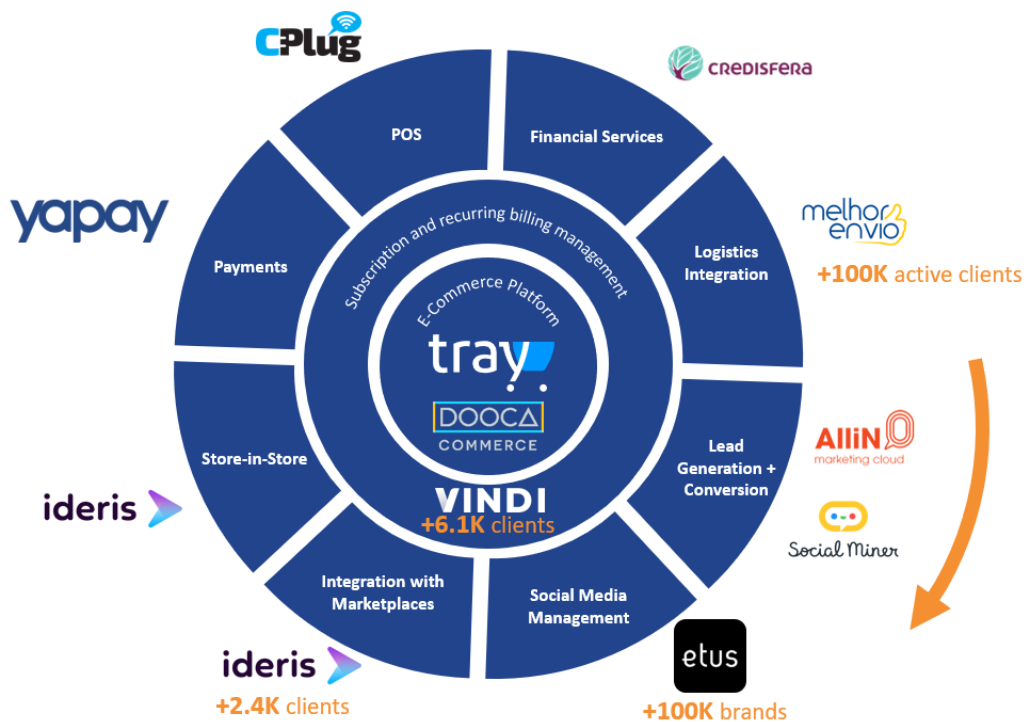 CPlug
CREDISFERA
POS
Financial Services
yapay
Payments
melhor
envio
Logistics
Integration
+100K active clients
Subscription and recurring billing management
E-Commerce Platform
tray
DOOCA
COMMERCE
VINDI
+6.1K clients
Store-in-Store
Lead
Generation +
Conversion
AlliN
marketing cloud
Social Miner
ideris
Integration with
Marketplaces
Social Media
Management
ideris
+2.4K clients
etus
+100K brands